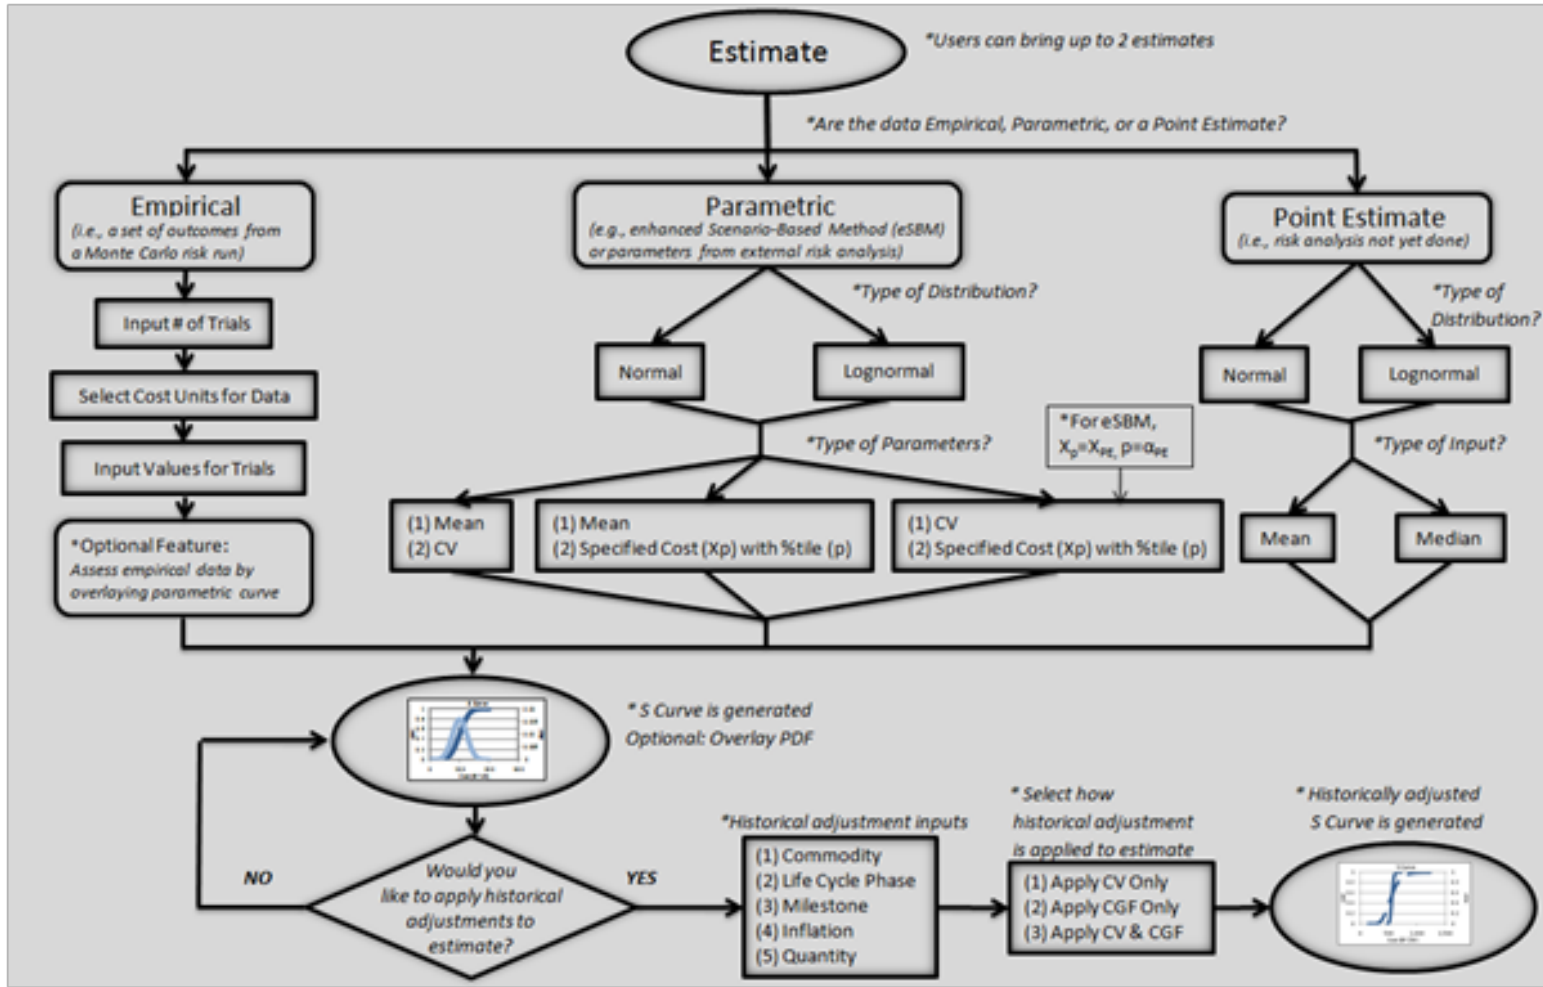 Estimate
*Users can bring up to 2 estimates
*Are the data Empirical, Parametric, or a Point Estimate?
Empirical
(i.e., a set of outcomes from
a Monte Carlo risk run)
Parametric
(e.g., enhanced Scenario-Based Method (eSBM)
or parameters from external risk analysis)
Point Estimate
(i.e., risk analysis not yet done)
Input # of Trials
Select Cost Units for Data
Input Values for Trials
*Optional Feature:
Assess empirical data by
overlaying parametric curve
*Type of Distribution?
Normal
Lognormal
*Type of Parameters?
*For eSBM,
Xp=XPE, p=αPE
(1) Mean
(2) CV
(1) Mean
(2) Specified Cost (Xp) with %tile (p)
(1) CV
(2) Specified Cost (Xp) with %tile (p)
*Type of
Distribution?
Normal
Lognormal
*Type of Input?
Mean
Median
* S Curve is generated
Optional: Overlay PDF
Would you
like to apply historical
adjustments to
estimate?
NO
YES
*Historical adjustment inputs
(1) Commodity
(2) Life Cycle Phase
(3) Milestone
(4) Inflation
(5) Quantity
* Select how
historical adjustment
is applied to estimate
(1) Apply CV Only
(2) Apply CGF Only
(3) Apply CV & CGF
* Historically adjusted
S Curve is generated